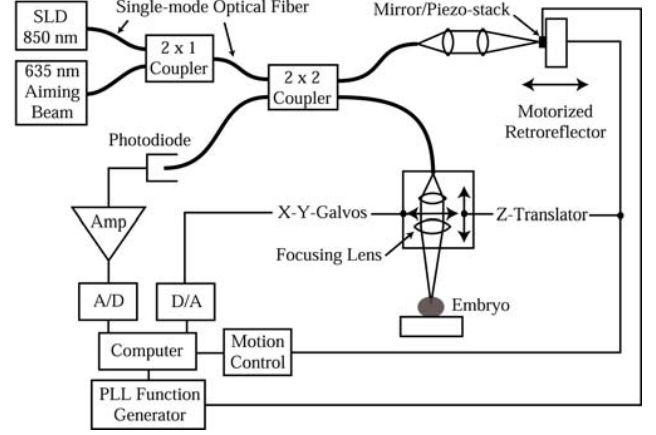 SLD
850 nm
Single-mode Optical Fiber
Mirror/Piezo-stack
2 x 1
Coupler
635 nm
Aiming
Beam
2 x 2
Coupler
Motorized
Retroreflector
Photodiode
Amp
X-Y-Galvos
Z-Translator
Focusing Lens
A/D
D/A
Embryo
Computer
Motion
Control
PLL Function
Generator